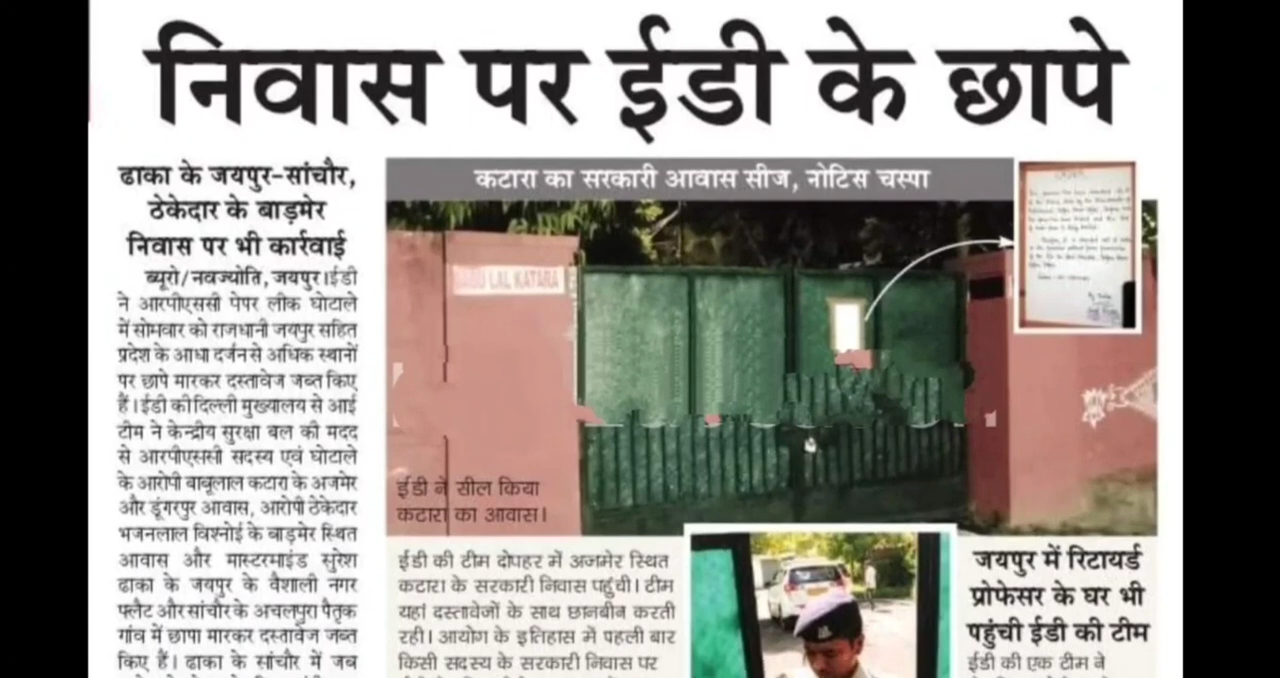 निवास पर ईडी के छापे
ढाका के जयपुर-सांचौर,
ठेकेदार के बाड़मेर
निवास पर भी कार्रवाई
ब्यूरो/नवज्योति, जयपुर।ईडी
ने आरपीएससी पेपर लीक घोटाले
में सोमवार को राजधानी जयपुर सहित
प्रदेश के आधा दर्जन से अधिक स्थानों
पर छापे मारकर दस्तावेज जब्त किए
हैं। ईडी की दिल्ली मुख्यालय से आई
टीम ने केन्द्रीय सुरक्षा बल की मदद
से आरपीएससी सदस्य एवं घोटाले
के आरोपी बाबूलाल कटारा के अजमेर
और डूंगरपुर आवास, आरोपी ठेकेदार
भजनलाल विश्नोई के बाड़मेर स्थित
आवास और मास्टरमाइंड सुरेश
ढाका के जयपुर के वैशाली नगर
फ्लैट और सांचौर के अचलपुरा पैतृक
गांव में छापा मारकर दस्तावेज जब्त
किए हैं। ढाका के सांचौर में जब
कटारा का सरकारी आवास सीज, नोटिस चस्पा
BABU LAL KATARA
ईडी ने सील किया
कटारा का आवास।
ईडी की टीम दोपहर में अजमेर स्थित
कटारा के सरकारी निवास पहुंची। टीम
यहां दस्तावेजों के साथ छानबीन करती
रही। आयोग के इतिहास में पहली बार
किसी सदस्य के सरकारी निवास पर
जयपुर में रिटायर्ड
प्रोफेसर के घर भी
पहुंची ईडी की टीम
ईडी की एक टीम ने